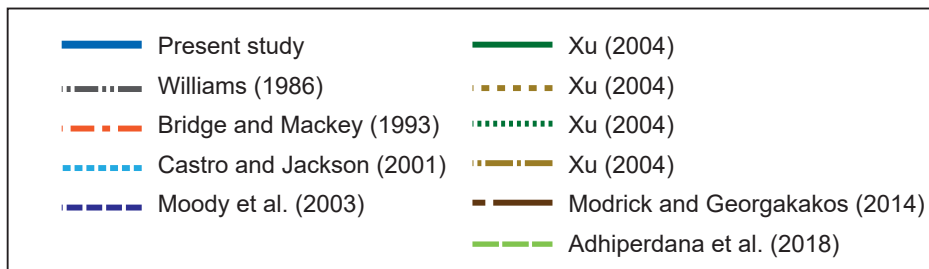 Present study
Williams (1986)
Bridge and Mackey (1993)
Castro and Jackson (2001)
Moody et al. (2003)
Xu (2004)
Xu (2004)
Xu (2004)
Xu (2004)
Modrick and Georgakakos (2014)
Adhiperdana et al. (2018)